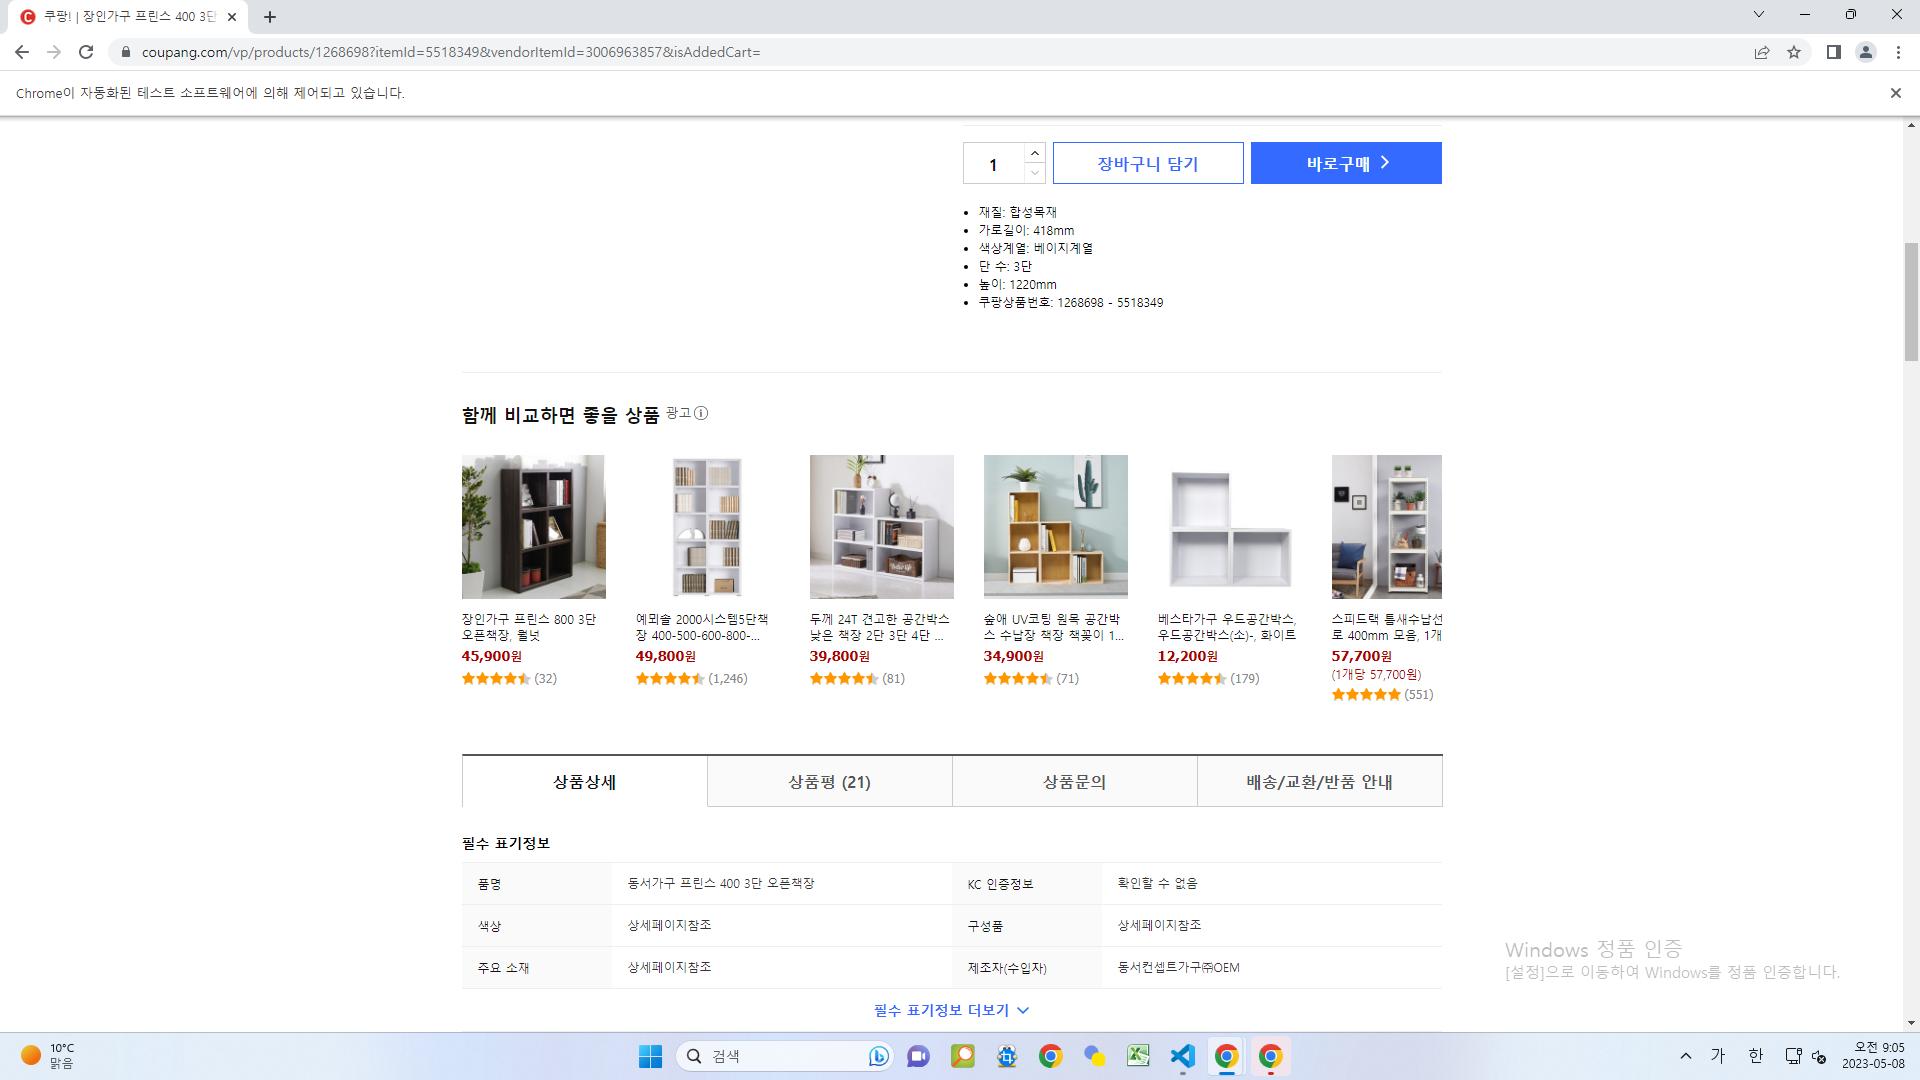 쿠팡! | 장인가구 프린스 400 3단
coupang.com/vp/products/1268698?itemId=5518349&vendorItemId=3006963857&isAddedCart=
Chrome이 자동화된 테스트 소프트웨어에 의해 제어되고 있습니다.
1
장바구니 담기
바로구매
재질: 합성목재
가로길이: 418mm
색상계열: 베이지계열
단 수: 3단
높이: 1220mm
쿠팡상품번호: 1268698 - 5518349
함께 비교하면 좋을 상품 광고
장인가구 프린스 800 3단
오픈책장, 월넛
45,900원
(32)
예뫼솔 2000시스템5단책
장 400-500-600-800-...
49,800원
(1,246)
두께 24T 견고한 공간박스
낮은 책장 2단 3단 4단 ...
39,800원
(81)
숲애 UV코팅 원목 공간박
스 수납장 책장 책꽂이 1...
34,900원
(71)
베스타가구 우드공간박스,
우드공간박스(소)-, 화이트
12,200원
(179)
스피드랙 틈새수납선
로 400mm 모음, 1개
57,700원
(1개당 57,700원)
(551)
상품상세
상품평 (21)
상품문의
배송/교환/반품 안내
필수 표기정보
품명
동서가구 프린스 400 3단 오픈책장
KC 인증정보
확인할 수 없음
색상
상세페이지참조
구성품
상세페이지참조
주요 소재
상세페이지참조
제조자(수입자)
동서컨셉트가구㈜OEM
필수 표기정보 더보기
Windows 정품 인증
[설정]으로 이동하여 Windows를 정품 인증합니다.
10°C
맑음
검색
가
한
오전 9:05
2023-05-08